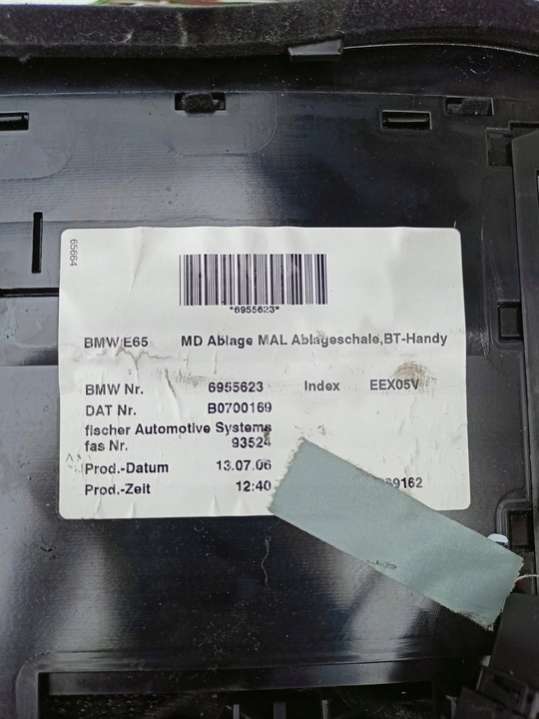 65664
*6955623*
BMW E65 MD Ablage MAL Ablageschale,BT-Handy
BMW Nr. 6955623 Index EEX05V
DAT Nr. B0700169
fischer Automotive Systems
fas Nr. 93524
Prod.-Datum 13.07.06
Prod.-Zeit 12:40